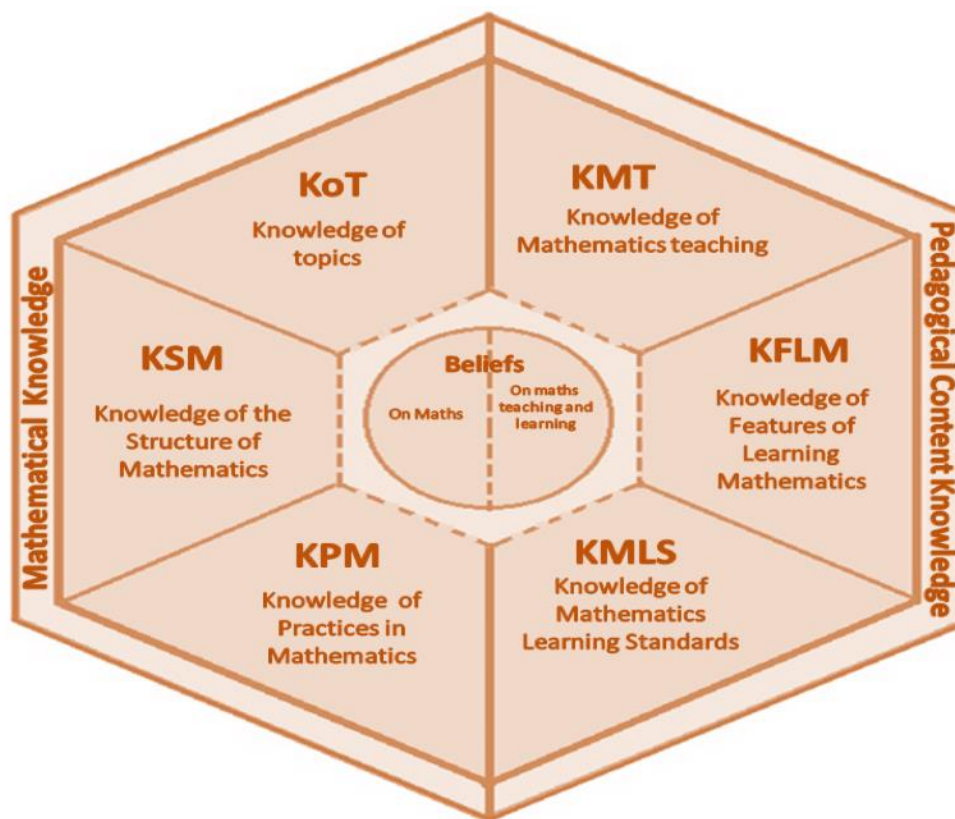 KoT
Knowledge of
topics
KMT
Knowledge of
Mathematics teaching
Mathematical Knowledge
KSM
Knowledge of the
Structure of
Mathematics
Beliefs
On Maths
On maths
teaching and
learning
KFLM
Knowledge of
Features of
Learning
Mathematics
Pedagogical Content Knowledge
KPM
Knowledge of
Practices in
Mathematics
KMLS
Knowledge of
Mathematics
Learning Standards